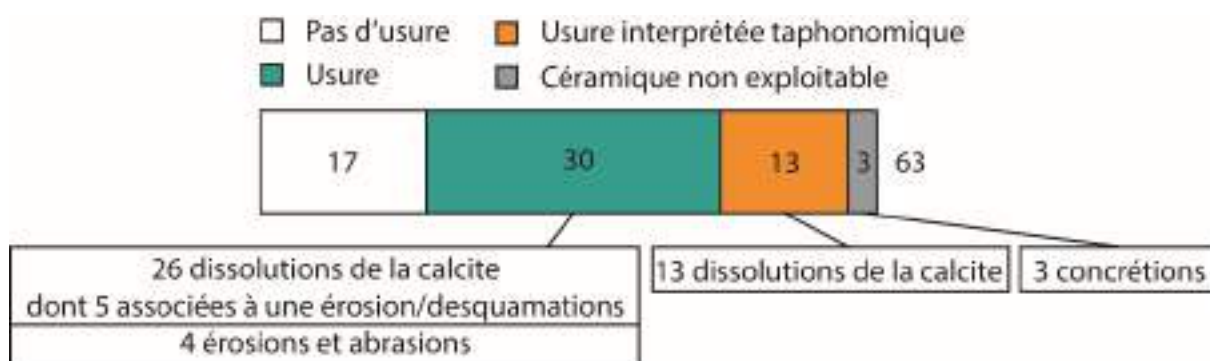 Pas d'usure
Usure interprétée taphonomique
Usure
Céramique non exploitable
17
30
13
3
63
26 dissolutions de la calcite
dont 5 associées à une érosion/desquamations
4 érosions et abrasions
13 dissolutions de la calcite
3 concrétions